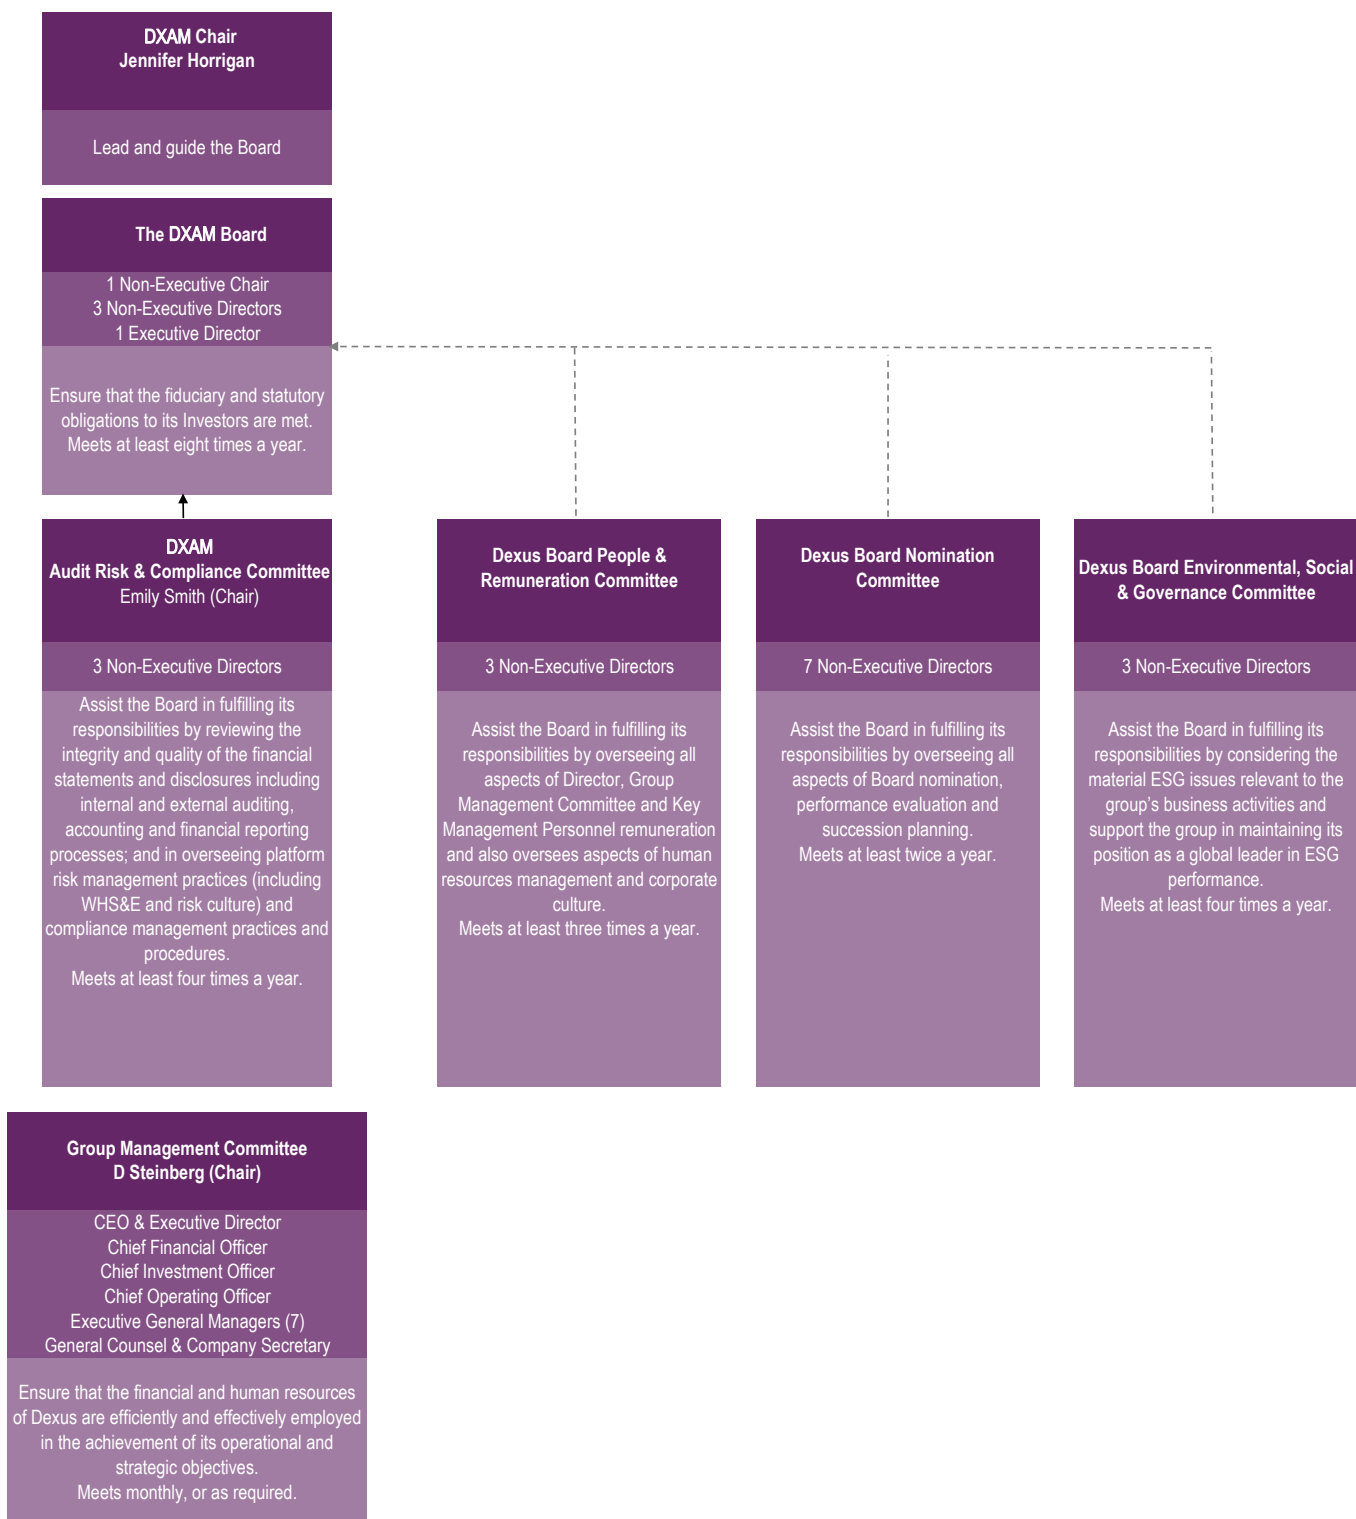 DXAM Chair
Jennifer Horrigan
Lead and guide the Board
The DXAM Board
1 Non-Executive Chair
3 Non-Executive Directors
1 Executive Director
Ensure that the fiduciary and statutory
obligations to its Investors are met.
Meets at least eight times a year.
DXAM
Audit Risk & Compliance Committee
Emily Smith (Chair)
3 Non-Executive Directors
Assist the Board in fulfilling its
responsibilities by reviewing the
integrity and quality of the financial
statements and disclosures including
internal and external auditing,
accounting and financial reporting
processes; and in overseeing platform
risk management practices (including
WHS&E and risk culture) and
compliance management practices and
procedures.
Meets at least four times a year.
Dexus Board People &
Remuneration Committee
3 Non-Executive Directors
Assist the Board in fulfilling its
responsibilities by overseeing all
aspects of Director, Group
Management Committee and Key
Management Personnel remuneration
and also oversees aspects of human
resources management and corporate
culture.
Meets at least three times a year.
Dexus Board Nomination
Committee
7 Non-Executive Directors
Assist the Board in fulfilling its
responsibilities by overseeing all
aspects of Board nomination,
performance evaluation and
succession planning.
Meets at least twice a year.
Dexus Board Environmental, Social
& Governance Committee
3 Non-Executive Directors
Assist the Board in fulfilling its
responsibilities by considering the
material ESG issues relevant to the
group’s business activities and
support the group in maintaining its
position as a global leader in ESG
performance.
Meets at least four times a year.
Group Management Committee
D Steinberg (Chair)
CEO & Executive Director
Chief Financial Officer
Chief Investment Officer
Chief Operating Officer
Executive General Managers (7)
General Counsel & Company Secretary
Ensure that the financial and human resources
of Dexus are efficiently and effectively employed
in the achievement of its operational and
strategic objectives.
Meets monthly, or as required.